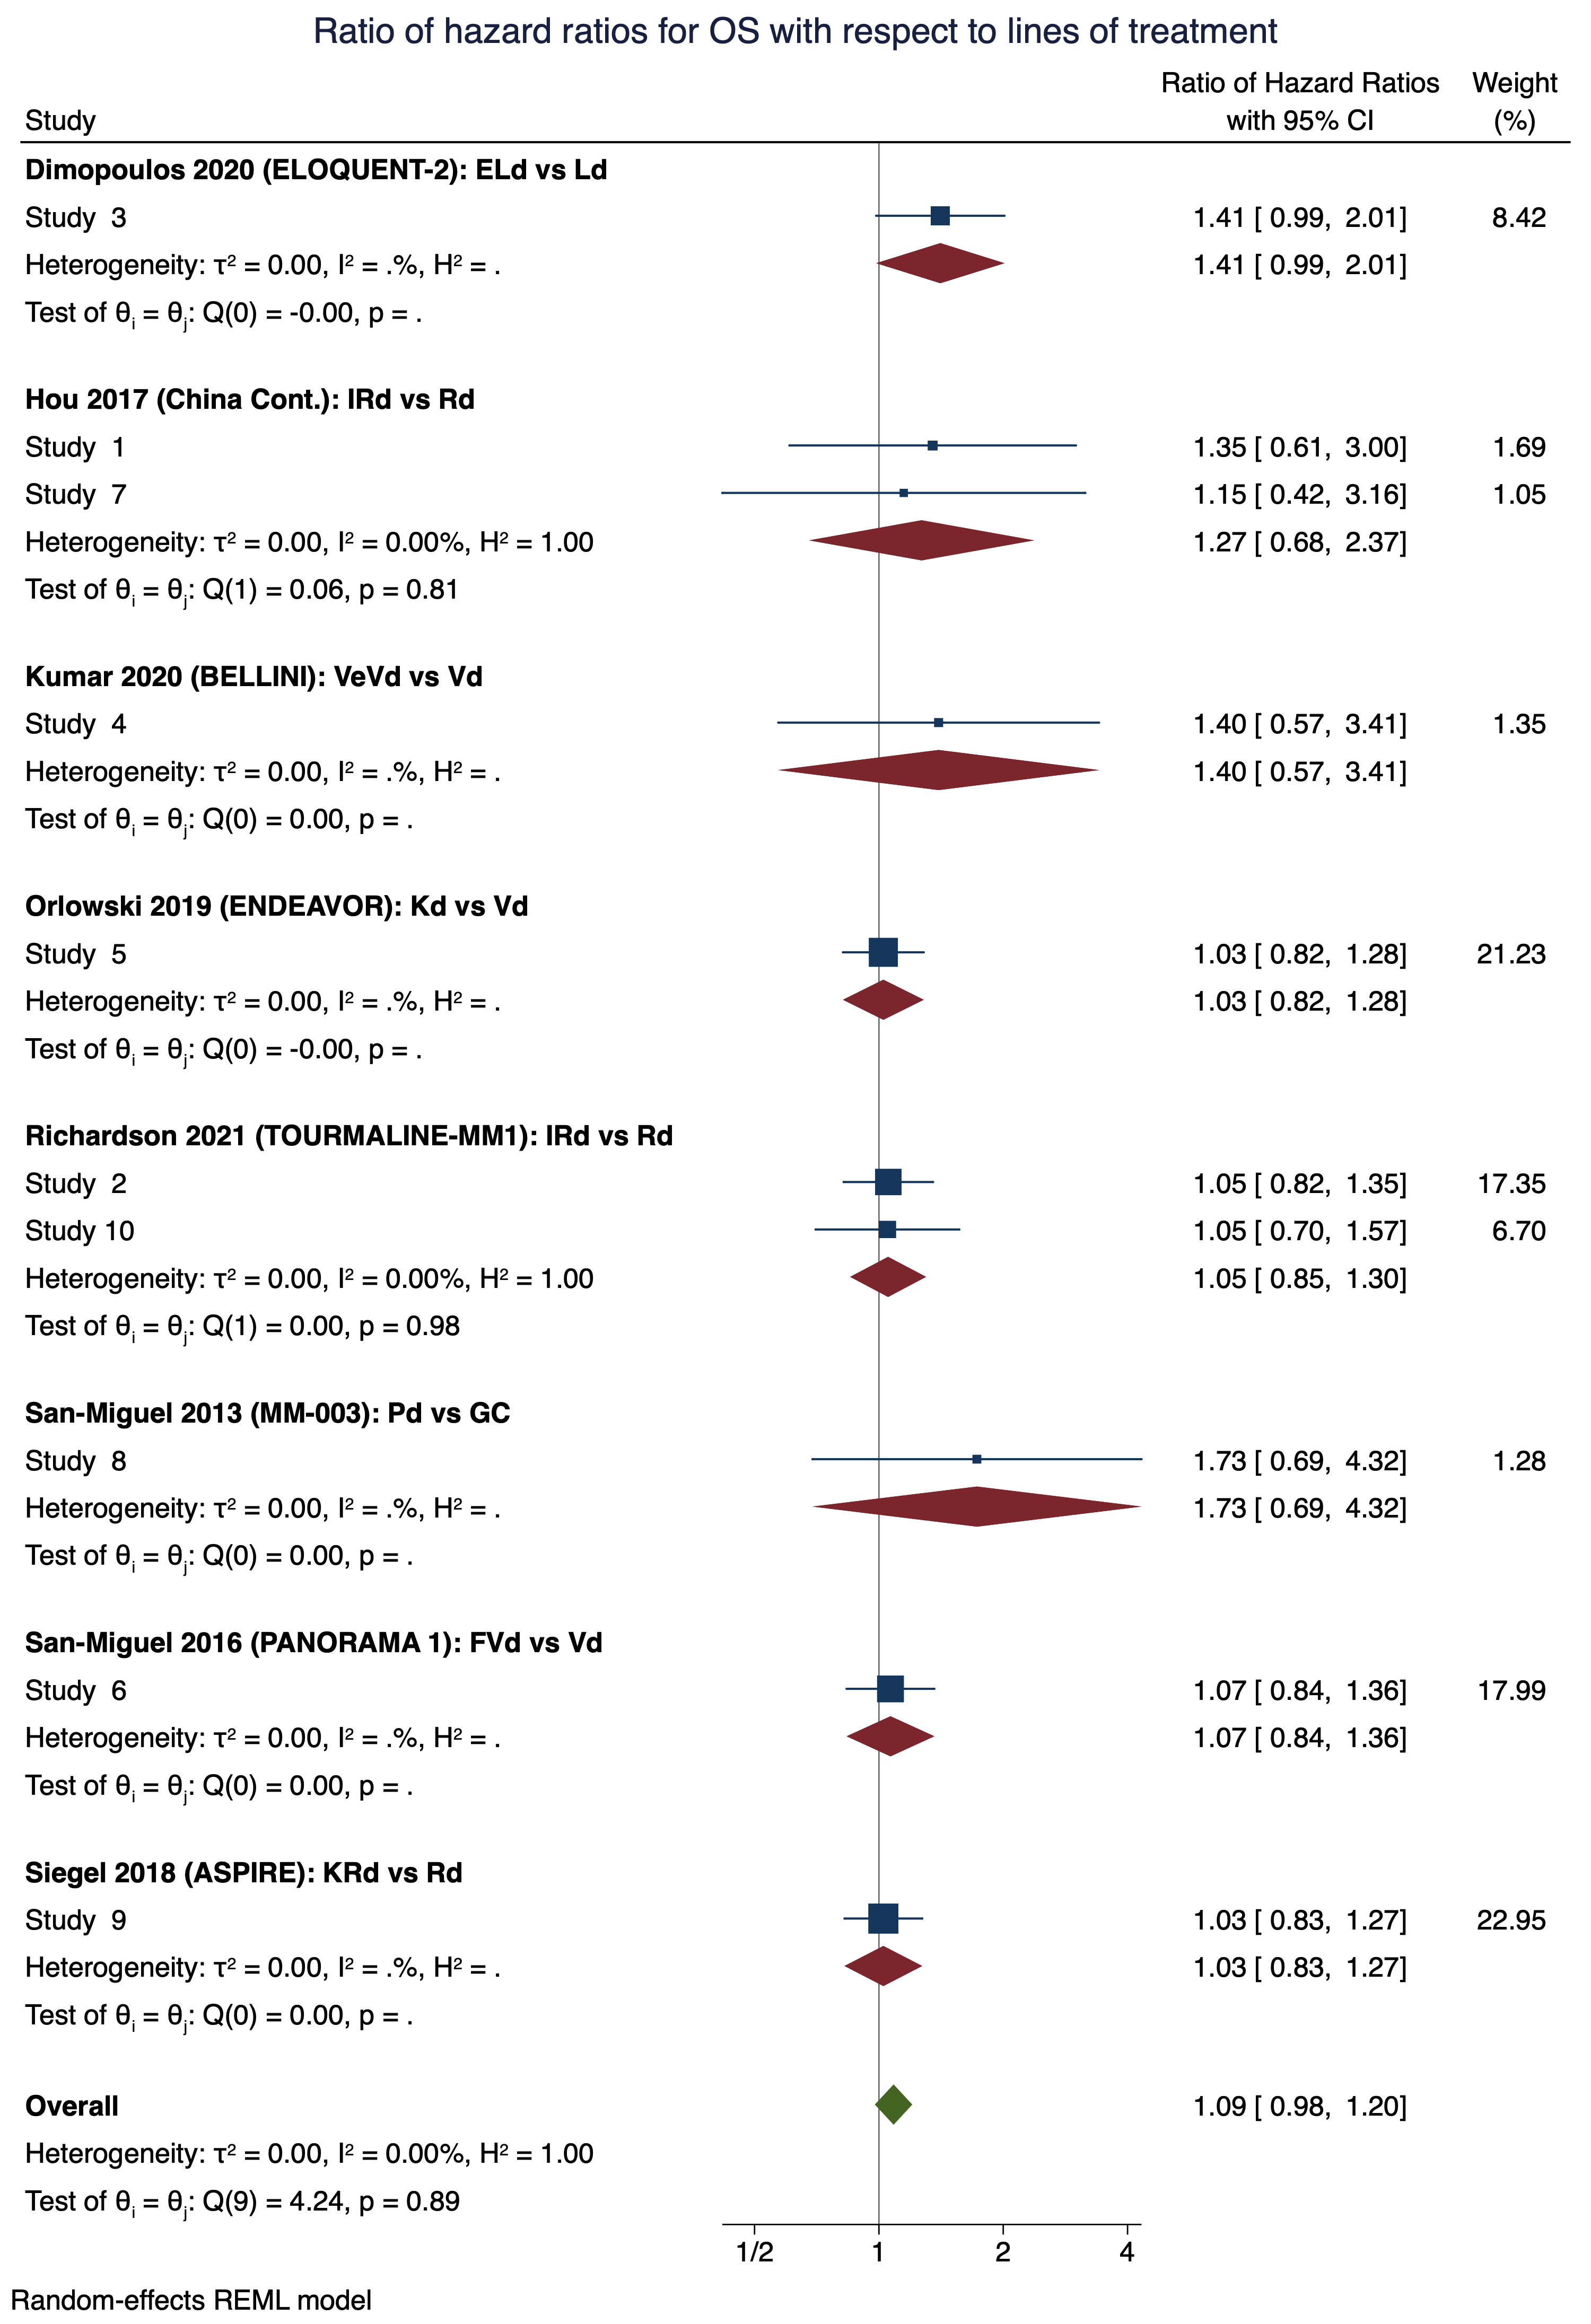 Ratio of hazard ratios for OS with respect to lines of treatment
Ratio of Hazard Ratios Weight
Study with 95% CI (%)
Dimopoulos 2020 (ELOQUENT-2): ELd vs Ld
Study 3 1.41 [ 0.99, 2.01] 8.42
Heterogeneity: τ² = 0.00, I² = .%, H² = . 1.41 [ 0.99, 2.01]
Test of θi = θj: Q(0) = -0.00, p = .
Hou 2017 (China Cont.): IRd vs Rd
Study 1 1.35 [ 0.61, 3.00] 1.69
Study 7 1.15 [ 0.42, 3.16] 1.05
Heterogeneity: τ² = 0.00, I² = 0.00%, H² = 1.00 1.27 [ 0.68, 2.37]
Test of θi = θj: Q(1) = 0.06, p = 0.81
Kumar 2020 (BELLINI): VeVd vs Vd
Study 4 1.40 [ 0.57, 3.41] 1.35
Heterogeneity: τ² = 0.00, I² = .%, H² = . 1.40 [ 0.57, 3.41]
Test of θi = θj: Q(0) = 0.00, p = .
Orlowski 2019 (ENDEAVOR): Kd vs Vd
Study 5 1.03 [ 0.82, 1.28] 21.23
Heterogeneity: τ² = 0.00, I² = .%, H² = . 1.03 [ 0.82, 1.28]
Test of θi = θj: Q(0) = -0.00, p = .
Richardson 2021 (TOURMALINE-MM1): IRd vs Rd
Study 2 1.05 [ 0.82, 1.35] 17.35
Study 10 1.05 [ 0.70, 1.57] 6.70
Heterogeneity: τ² = 0.00, I² = 0.00%, H² = 1.00 1.05 [ 0.85, 1.30]
Test of θi = θj: Q(1) = 0.00, p = 0.98
San-Miguel 2013 (MM-003): Pd vs GC
Study 8 1.73 [ 0.69, 4.32] 1.28
Heterogeneity: τ² = 0.00, I² = .%, H² = . 1.73 [ 0.69, 4.32]
Test of θi = θj: Q(0) = 0.00, p = .
San-Miguel 2016 (PANORAMA 1): FVd vs Vd
Study 6 1.07 [ 0.84, 1.36] 17.99
Heterogeneity: τ² = 0.00, I² = .%, H² = . 1.07 [ 0.84, 1.36]
Test of θi = θj: Q(0) = 0.00, p = .
Siegel 2018 (ASPIRE): KRd vs Rd
Study 9 1.03 [ 0.83, 1.27] 22.95
Heterogeneity: τ² = 0.00, I² = .%, H² = . 1.03 [ 0.83, 1.27]
Test of θi = θj: Q(0) = 0.00, p = .
Overall 1.09 [ 0.98, 1.20]
Heterogeneity: τ² = 0.00, I² = 0.00%, H² = 1.00
Test of θi = θj: Q(9) = 4.24, p = 0.89
1/2 1 2 4
Random-effects REML model